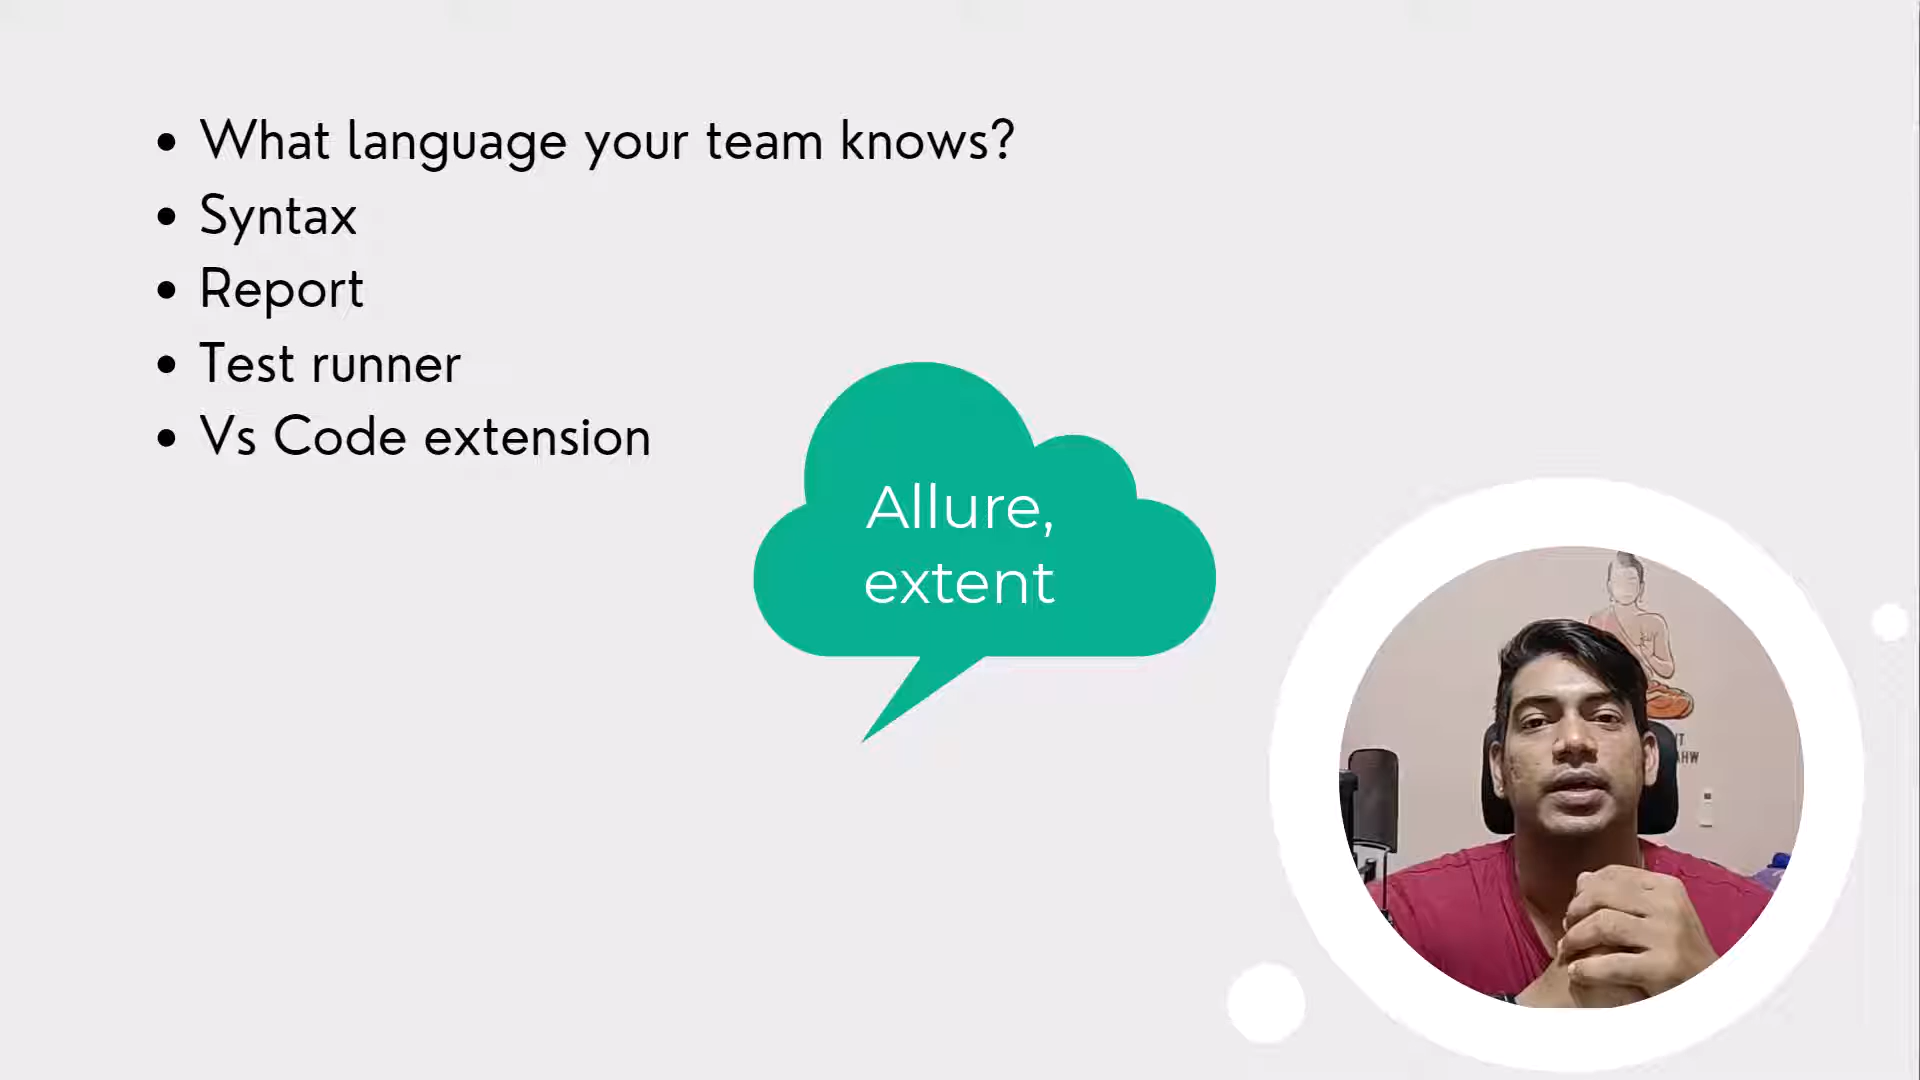 What language your team knows?
Syntax
Report
Test runner
Vs Code extension
Allure,
extent